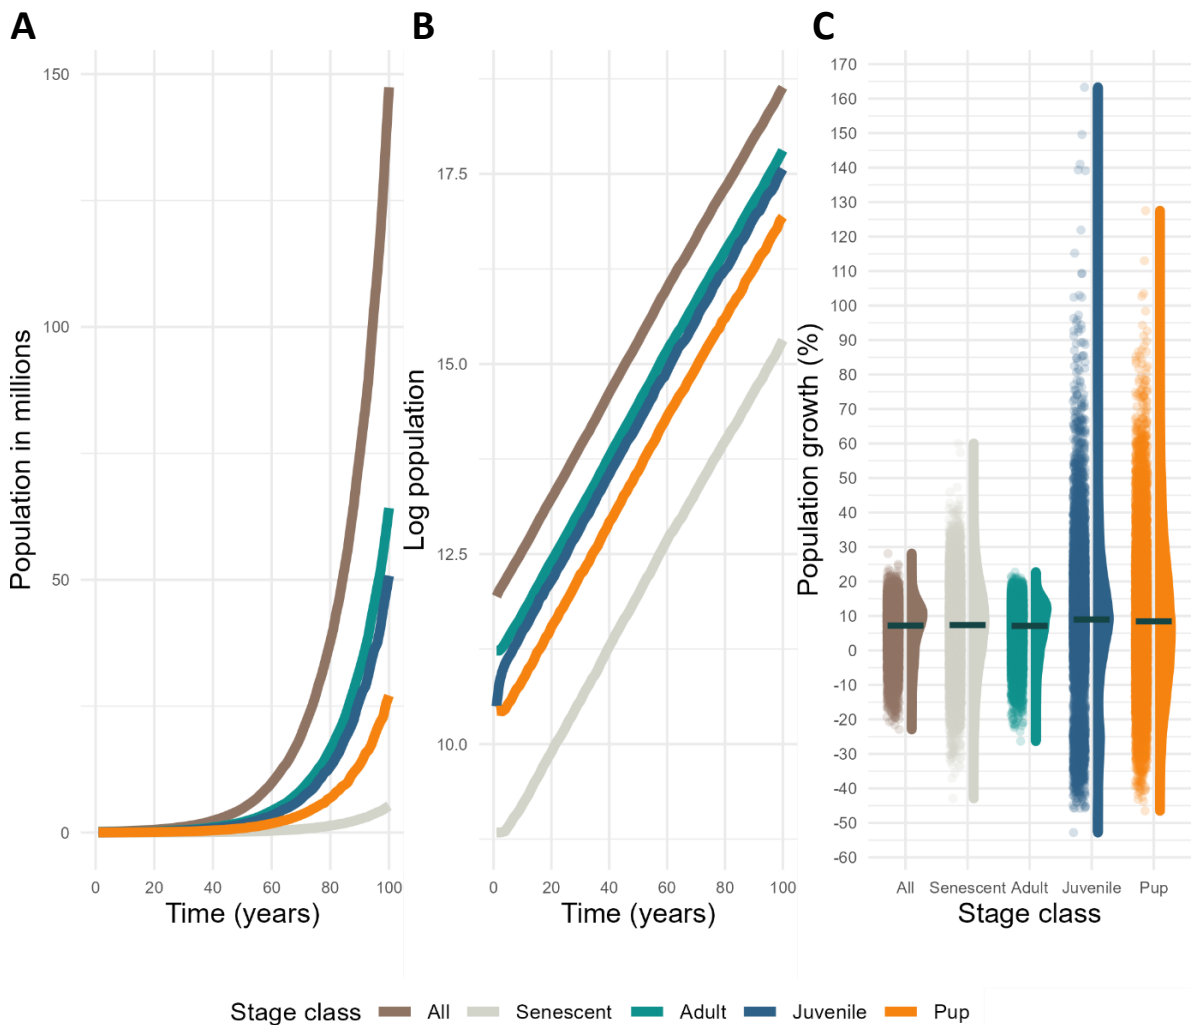 A
B
C
Population in millions
150
100
50
0
0
20
40
60
80
100
Time (years)
Log population
17.5
15.0
12.5
10.0
0
20
40
60
80
100
Time (years)
Population growth (%)
170
160
150
140
130
120
110
100
90
80
70
60
50
40
30
20
10
0
-10
-20
-30
-40
-50
-60
All
Senescent
Adult
Juvenile
Pup
Stage class
Stage class
All
Senescent
Adult
Juvenile
Pup